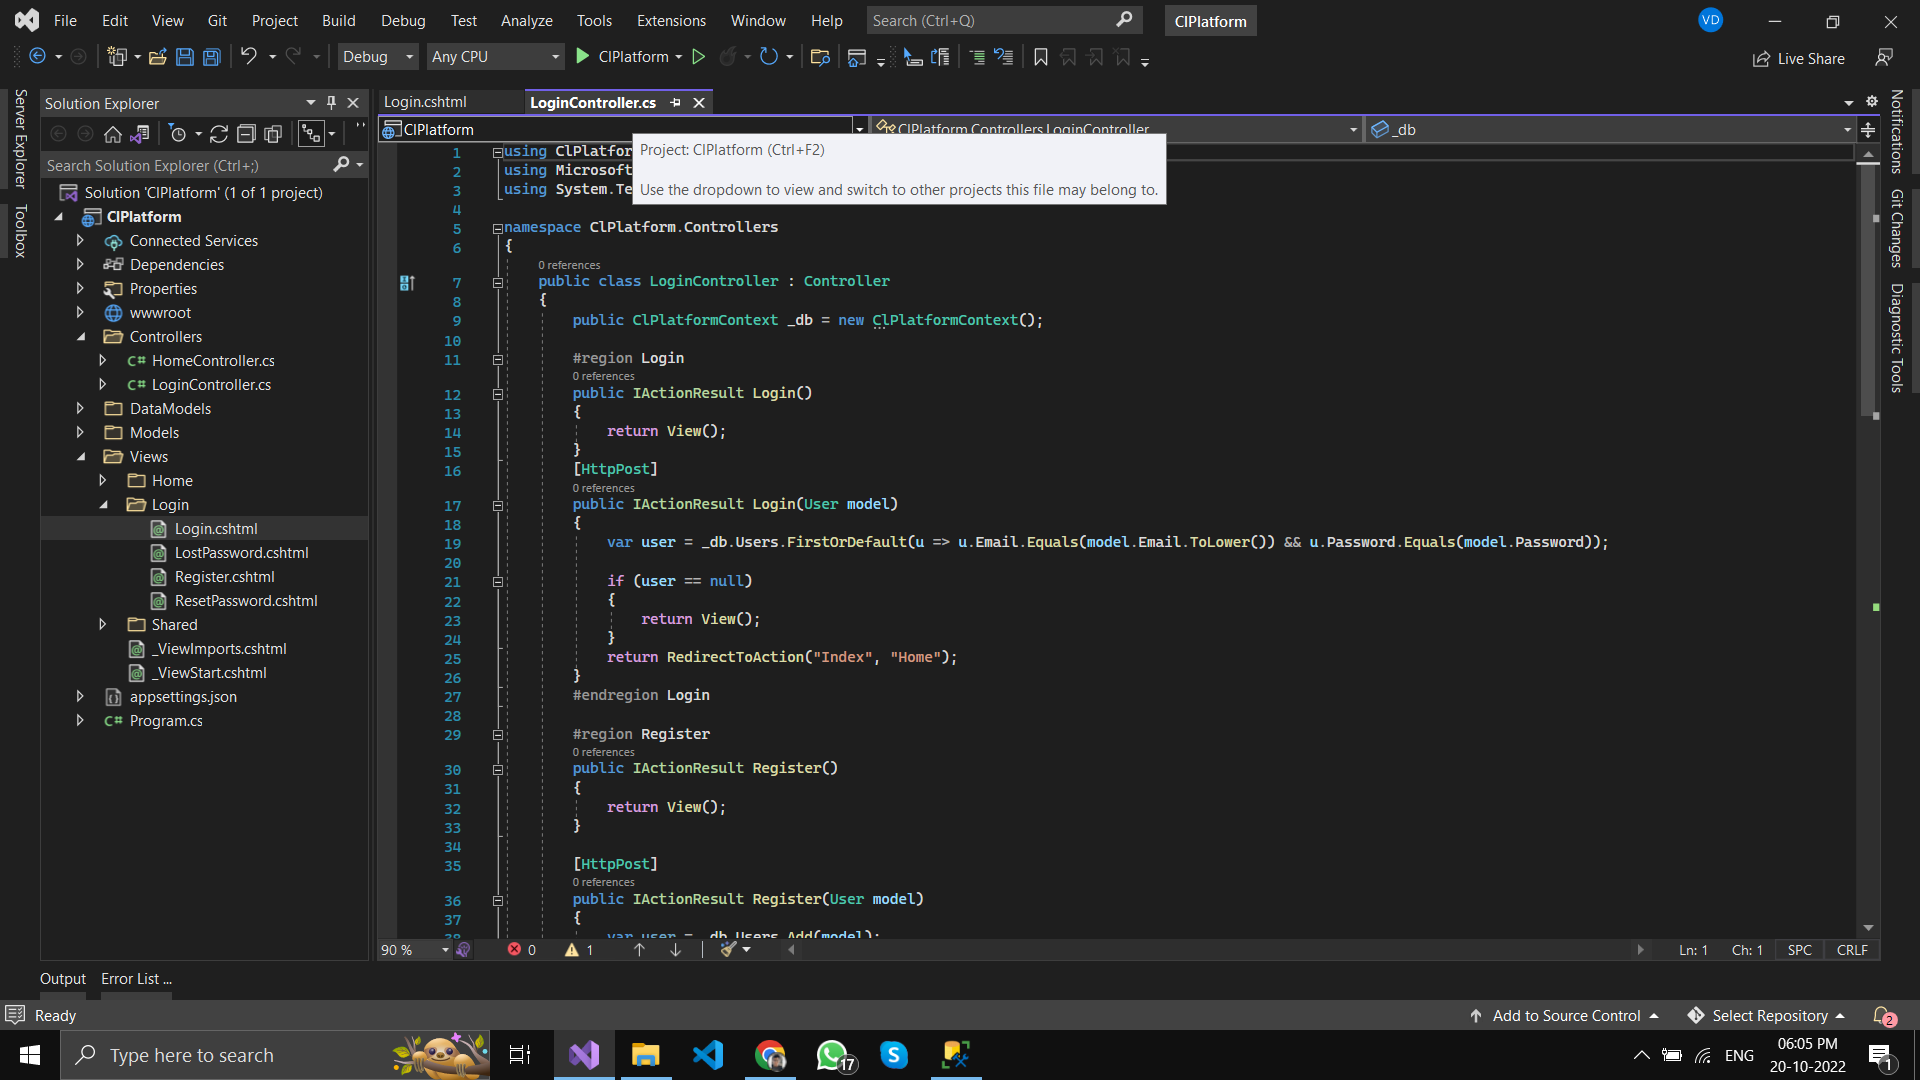 File Edit View Git Project Build Debug Test Analyze Tools Extensions Window Help Search (Ctrl+Q) CIPlatform VD
Debug Any CPU CIPlatform Live Share
Server Explorer
Toolbox
Solution Explorer
Search Solution Explorer (Ctrl+;)
Solution 'CIPlatform' (1 of 1 project)
CIPlatform
Connected Services
Dependencies
Properties
wwwroot
Controllers
C# HomeController.cs
C# LoginController.cs
DataModels
Models
Views
Home
Login
Login.cshtml
LostPassword.cshtml
Register.cshtml
ResetPassword.cshtml
Shared
_ViewImports.cshtml
_ViewStart.cshtml
appsettings.json
C# Program.cs
Login.cshtml LoginController.cs
CIPlatform CIPlatform.Controllers.LoginController _db
Project: CIPlatform (Ctrl+F2)
Use the dropdown to view and switch to other projects this file may belong to.
1 using ClPlatfor
2 using Microsoft
3 using System.Te
4
5 namespace ClPlatform.Controllers
6 {
0 references
7 public class LoginController : Controller
8 {
9 public ClPlatformContext _db = new ClPlatformContext();
10
11 #region Login
0 references
12 public IActionResult Login()
13 {
14 return View();
15 }
16 [HttpPost]
0 references
17 public IActionResult Login(User model)
18 {
19 var user = _db.Users.FirstOrDefault(u => u.Email.Equals(model.Email.ToLower()) && u.Password.Equals(model.Password));
20
21 if (user == null)
22 {
23 return View();
24 }
25 return RedirectToAction("Index", "Home");
26 }
27 #endregion Login
28
29 #region Register
0 references
30 public IActionResult Register()
31 {
32 return View();
33 }
34
35 [HttpPost]
0 references
36 public IActionResult Register(User model)
37 {
38 var user = _db.Users.Add(model);
90 % 0 1 Ln: 1 Ch: 1 SPC CRLF
Notifications
Git Changes
Diagnostic Tools
Output Error List ...
Ready Add to Source Control Select Repository 2
Type here to search 17 ENG 06:05 PM
20-10-2022 1